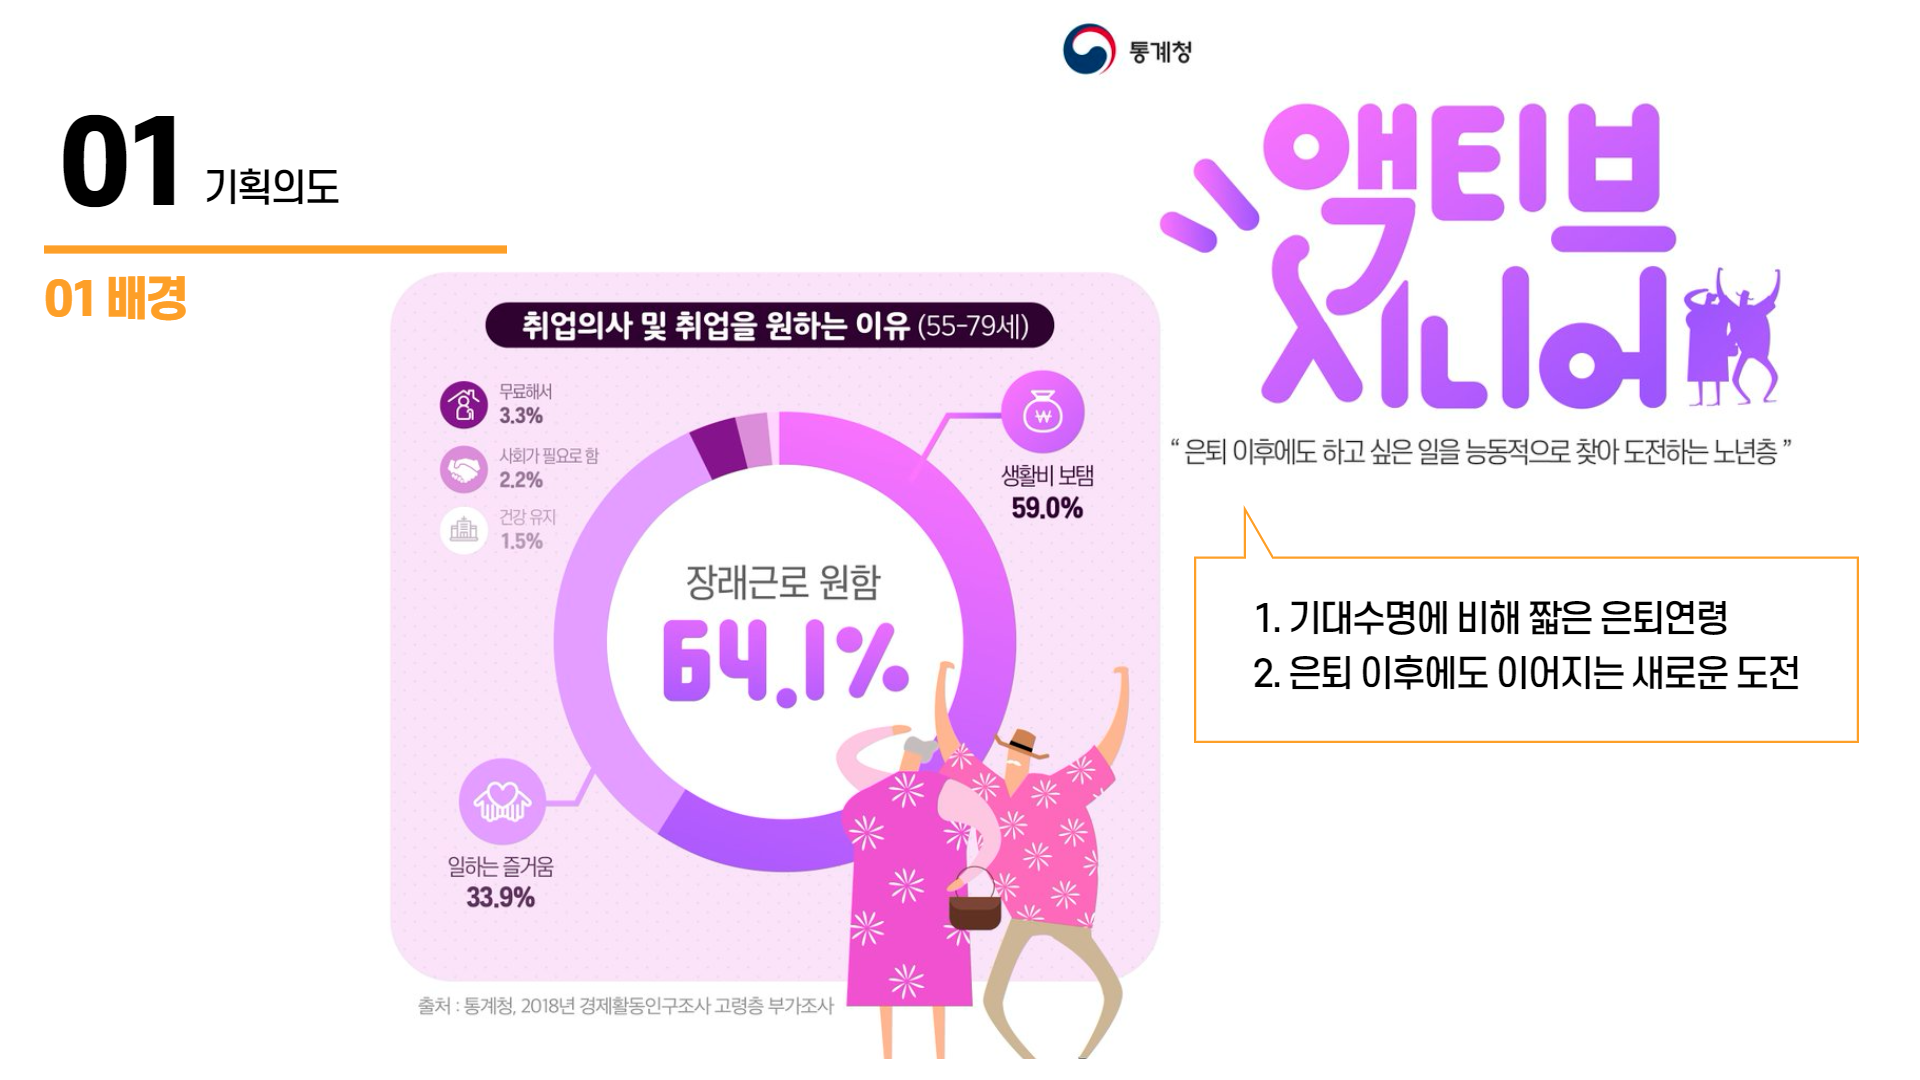 통계청
01 기획의도
01 배경
액티브
시니어
“ 은퇴 이후에도 하고 싶은 일을 능동적으로 찾아 도전하는 노년층 ”
취업의사 및 취업을 원하는 이유 (55-79세)
무료해서
3.3%
사회가 필요로 함
2.2%
건강 유지
1.5%
생활비 보탬
59.0%
장래근로 원함
64.1%
일하는 즐거움
33.9%
출처 : 통계청, 2018년 경제활동인구조사 고령층 부가조사
1. 기대수명에 비해 짧은 은퇴연령
2. 은퇴 이후에도 이어지는 새로운 도전